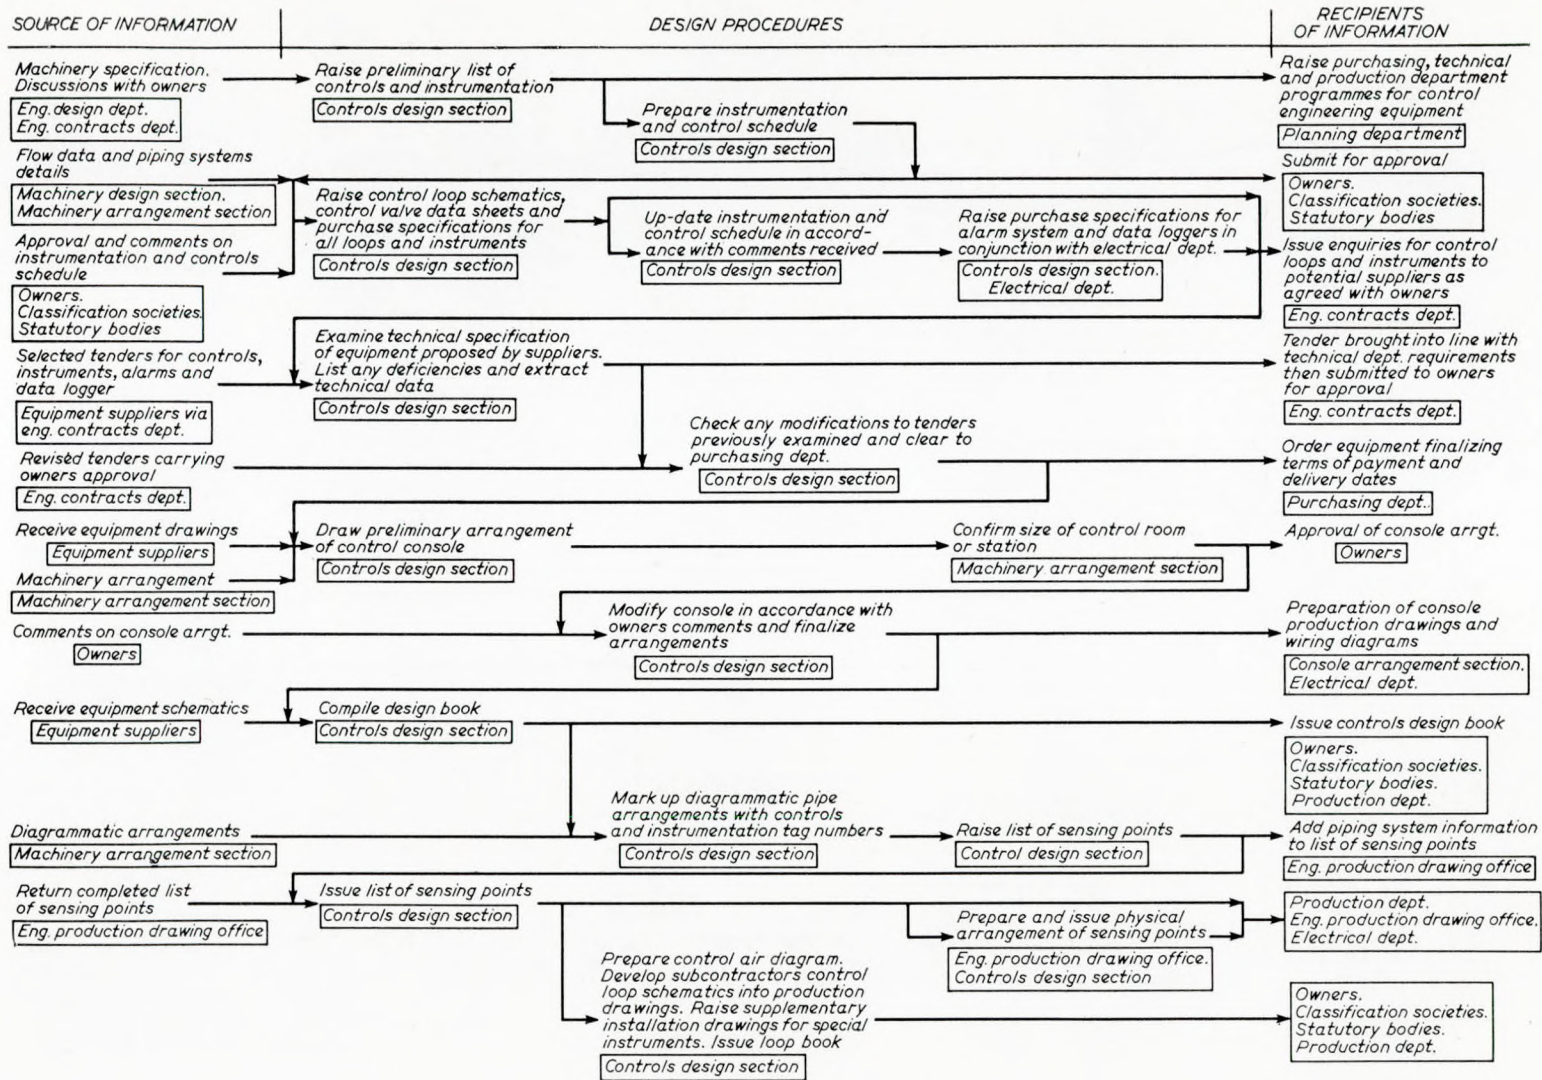 SOURCE OF INFORMATION
DESIGN PROCEDURES
RECIPIENTS
OF INFORMATION
Machinery specification.
Discussions with owners
Eng. design dept.
Eng. contracts dept.
Raise preliminary list of
controls and instrumentation
Controls design section
Prepare instrumentation
and control schedule
Controls design section
Raise purchasing, technical
and production department
programmes for control
engineering equipment
Planning department
Flow data and piping systems
details
Machinery design section.
Machinery arrangement section
Submit for approval
Owners.
Classification societies.
Statutory bodies
Approval and comments on
instrumentation and controls
schedule
Owners.
Classification societies.
Statutory bodies
Raise control loop schematics,
control valve data sheets and
purchase specifications for
all loops and instruments
Controls design section
Up-date instrumentation and
control schedule in accord-
ance with comments received
Controls design section
Raise purchase specifications for
alarm system and data loggers in
conjunction with electrical dept.
Controls design section.
Electrical dept.
Issue enquiries for control
loops and instruments to
potential suppliers as
agreed with owners
Eng. contracts dept.
Selected tenders for controls,
instruments, alarms and
data logger
Equipment suppliers via
eng. contracts dept.
Examine technical specification
of equipment proposed by suppliers.
List any deficiencies and extract
technical data
Controls design section
Tender brought into line with
technical dept. requirements
then submitted to owners
for approval
Eng. contracts dept.
Revised tenders carrying
owners approval
Eng. contracts dept.
Check any modifications to tenders
previously examined and clear to
purchasing dept.
Controls design section
Order equipment finalizing
terms of payment and
delivery dates
Purchasing dept.
Receive equipment drawings
Equipment suppliers
Machinery arrangement
Machinery arrangement section
Draw preliminary arrangement
of control console
Controls design section
Confirm size of control room
or station
Machinery arrangement section
Approval of console arrgt.
Owners
Comments on console arrgt.
Owners
Modify console in accordance with
owners comments and finalize
arrangements
Controls design section
Preparation of console
production drawings and
wiring diagrams
Console arrangement section.
Electrical dept.
Receive equipment schematics
Equipment suppliers
Compile design book
Controls design section
Issue controls design book
Owners.
Classification societies.
Statutory bodies.
Production dept.
Diagrammatic arrangements
Machinery arrangement section
Mark up diagrammatic pipe
arrangements with controls
and instrumentation tag numbers
Controls design section
Raise list of sensing points
Control design section
Add piping system information
to list of sensing points
Eng. production drawing office
Return completed list
of sensing points
Eng. production drawing office
Issue list of sensing points
Controls design section
Prepare and issue physical
arrangement of sensing points
Eng. production drawing office.
Controls design section
Production dept.
Eng. production drawing office.
Electrical dept.
Prepare control air diagram.
Develop subcontractors control
loop schematics into production
drawings. Raise supplementary
installation drawings for special
instruments. Issue loop book
Controls design section
Owners.
Classification societies.
Statutory bodies.
Production dept.